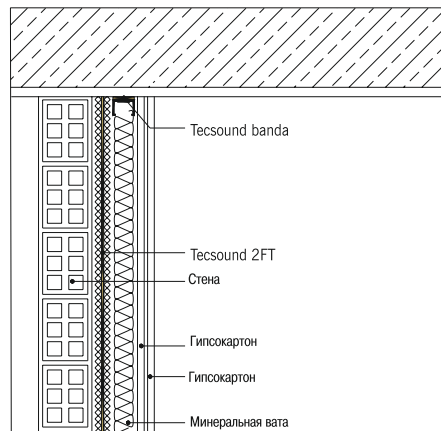 Tecsound banda
Tecsound 2FT
Стена
Гипсокартон
Гипсокартон
Минеральная вата